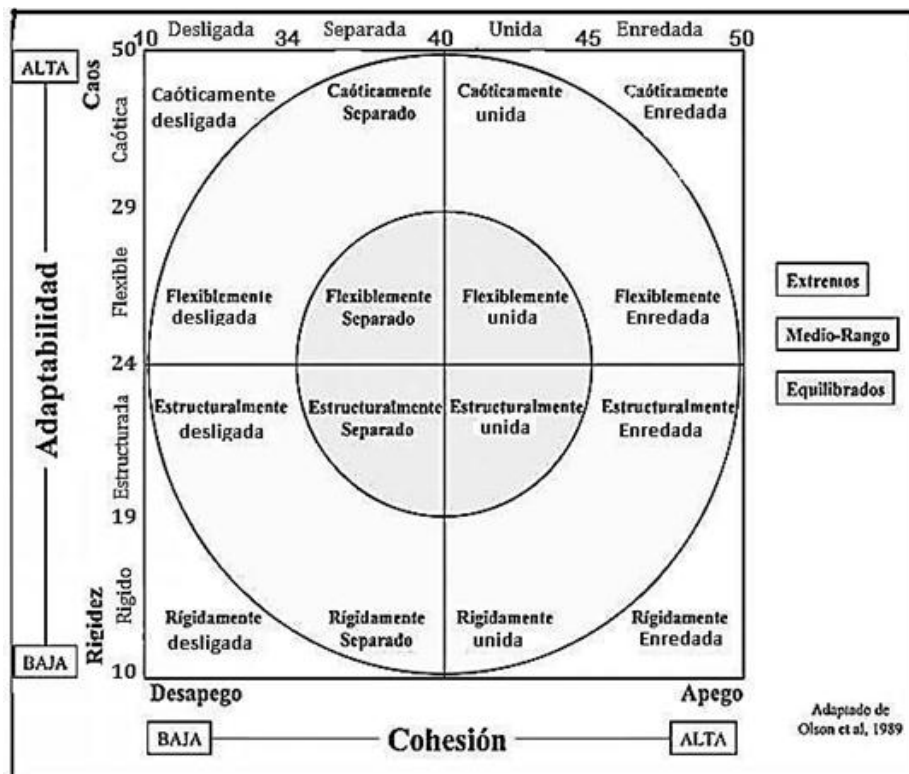 Desligada Separada Unida Enredada
10 34 40 45 50
50
ALTA
Caos
Caótica
Caóticamente
desligada
Caóticamente
Separado
Caóticamente
unida
Caóticamente
Enredada
29
Adaptabilidad
Flexible
Flexiblemente
desligada
Flexiblemente
Separado
Flexiblemente
unida
Flexiblemente
Enredada
Extremos
Medio-Rango
Equilibrados
24
Estructurada
Estructuralmente
desligada
Estructuralmente
Separado
Estructuralmente
unida
Estructuralmente
Enredada
19
Rigidez
Rígido
Rígidamente
desligada
Rígidamente
Separado
Rígidamente
unida
Rígidamente
Enredada
BAJA
10
Desapego Apego
BAJA Cohesión ALTA
Adaptado de
Olson et al, 1989